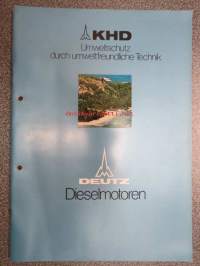 KHD
Umweltschutz
durch umweltfreundliche Technik
DEUTZ
Dieselmotoren